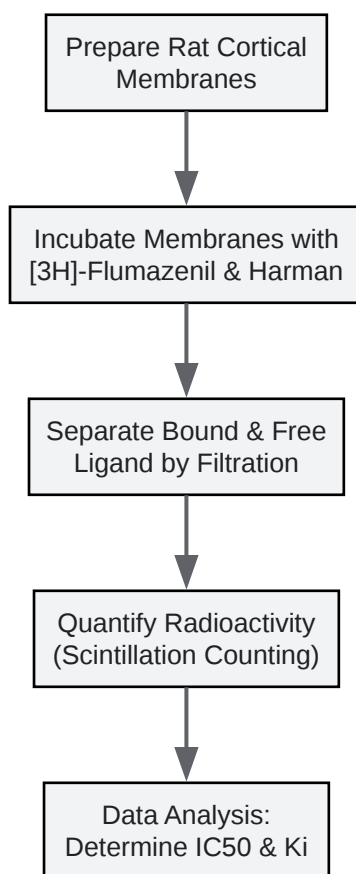 Prepare Rat Cortical
Membranes
Incubate Membranes with
[3H]-Flumazenil & Harman
Separate Bound & Free
Ligand by Filtration
Quantify Radioactivity
(Scintillation Counting)
Data Analysis:
Determine IC50 & Ki